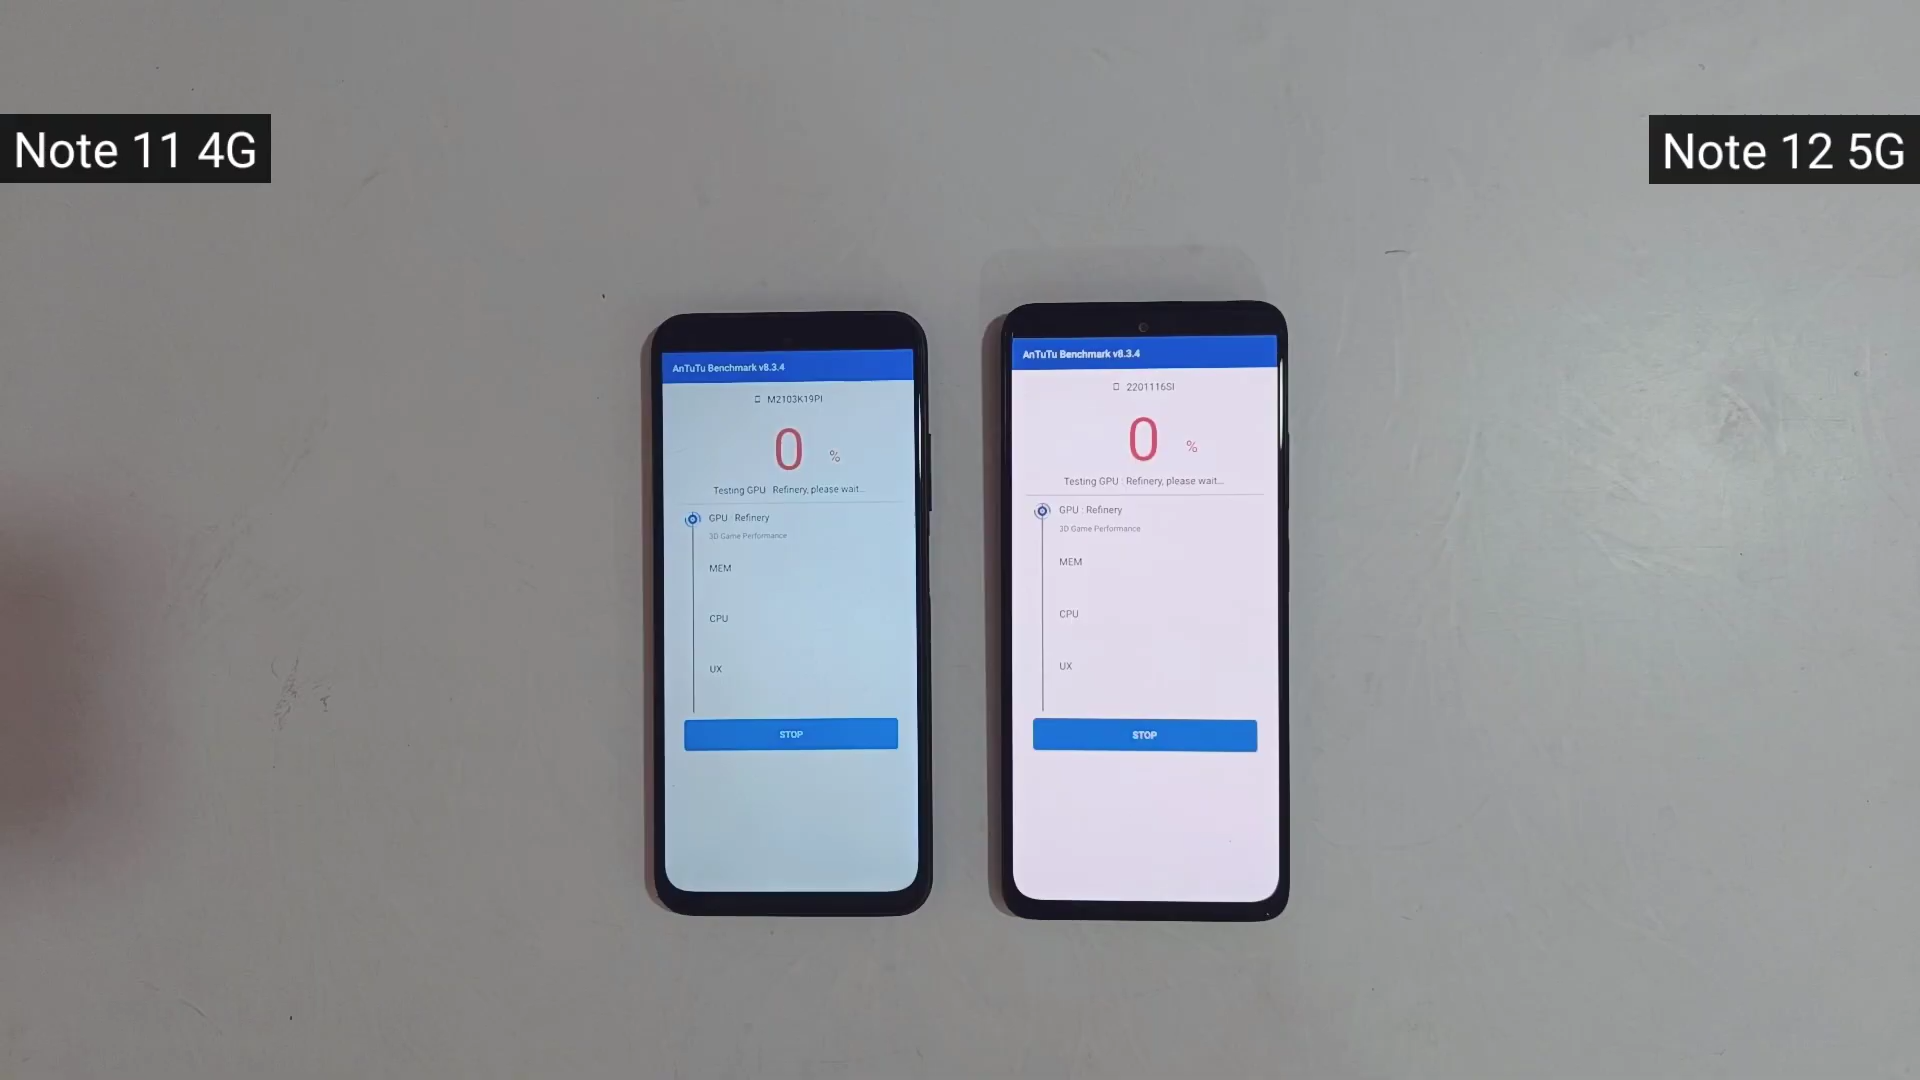 Note 11 4G
Note 12 5G
AnTuTu Benchmark v8.3.4
M2103K19PI
0 %
Testing GPU : Refinery, please wait...
GPU : Refinery
3D Game Performance
MEM
CPU
UX
STOP
AnTuTu Benchmark v8.3.4
2201116SI
0 %
Testing GPU : Refinery, please wait...
GPU : Refinery
3D Game Performance
MEM
CPU
UX
STOP